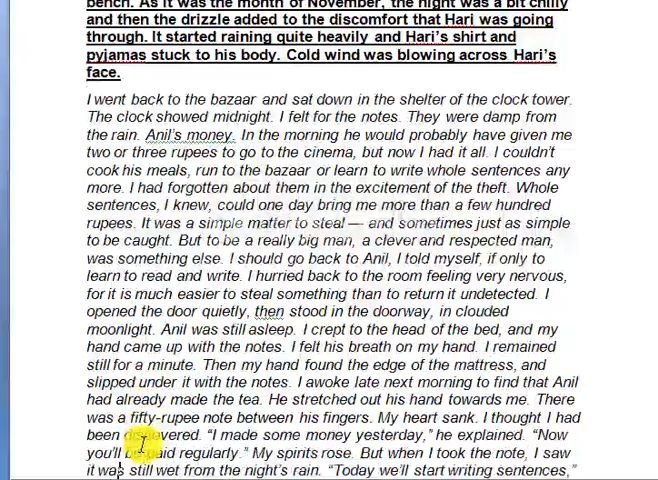 bench. As it was the month of November, the night was a bit chilly
and then the drizzle added to the discomfort that Hari was going
through. It started raining quite heavily and Hari's shirt and
pyjamas stuck to his body. Cold wind was blowing across Hari's
face.
I went back to the bazaar and sat down in the shelter of the clock tower.
The clock showed midnight. I felt for the notes. They were damp from
the rain. Anil's money. In the morning he would probably have given me
two or three rupees to go to the cinema, but now I had it all. I couldn't
cook his meals, run to the bazaar or learn to write whole sentences any
more. I had forgotten about them in the excitement of the theft. Whole
sentences, I knew, could one day bring me more than a few hundred
rupees. It was a simple matter to steal — and sometimes just as simple
to be caught. But to be a really big man, a clever and respected man,
was something else. I should go back to Anil, I told myself, if only to
learn to read and write. I hurried back to the room feeling very nervous,
for it is much easier to steal something than to return it undetected. I
opened the door quietly, then stood in the doorway, in clouded
moonlight. Anil was still asleep. I crept to the head of the bed, and my
hand came up with the notes. I felt his breath on my hand. I remained
still for a minute. Then my hand found the edge of the mattress, and
slipped under it with the notes. I awoke late next morning to find that Anil
had already made the tea. He stretched out his hand towards me. There
was a fifty-rupee note between his fingers. My heart sank. I thought I had
been discovered. “I made some money yesterday,” he explained. “Now
you'll be paid regularly.” My spirits rose. But when I took the note, I saw
it was still wet from the night's rain. “Today we'll start writing sentences,”